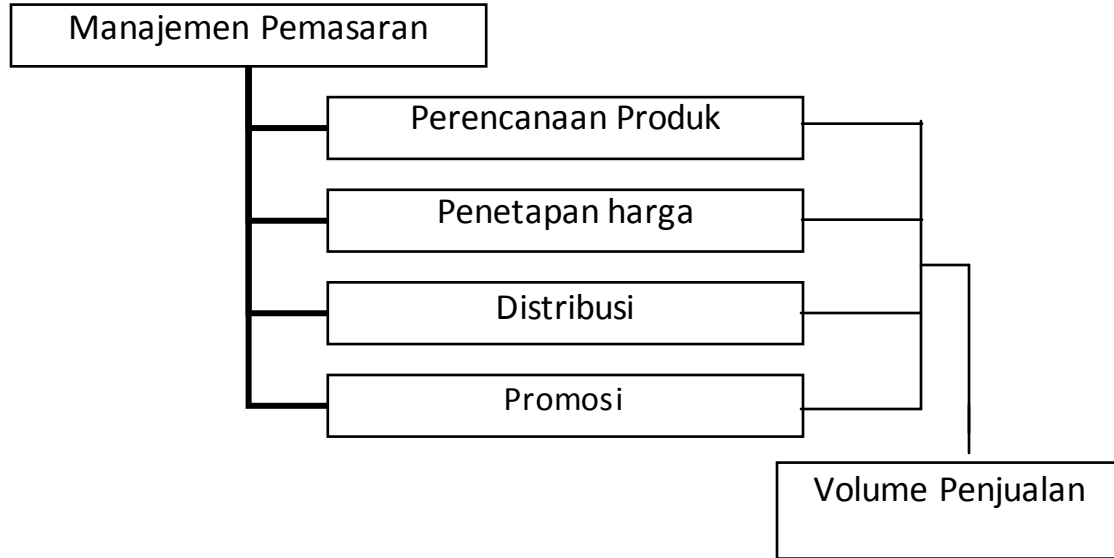 Manajemen Pemasaran
Perencanaan Produk
Penetapan harga
Distribusi
Promosi
Volume Penjualan